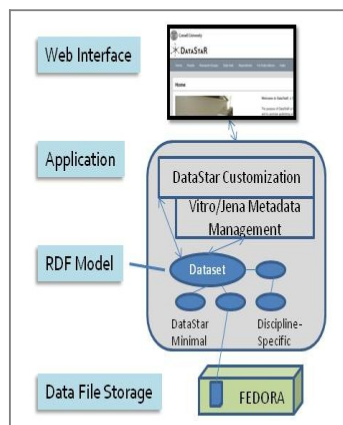 Web Interface
Cornell University
DATASTAR
Home
Application
DataStar Customization
Vitro/Jena Metadata
Management
RDF Model
Dataset
DataStar
Minimal
Discipline-
Specific
Data File Storage
FEDORA